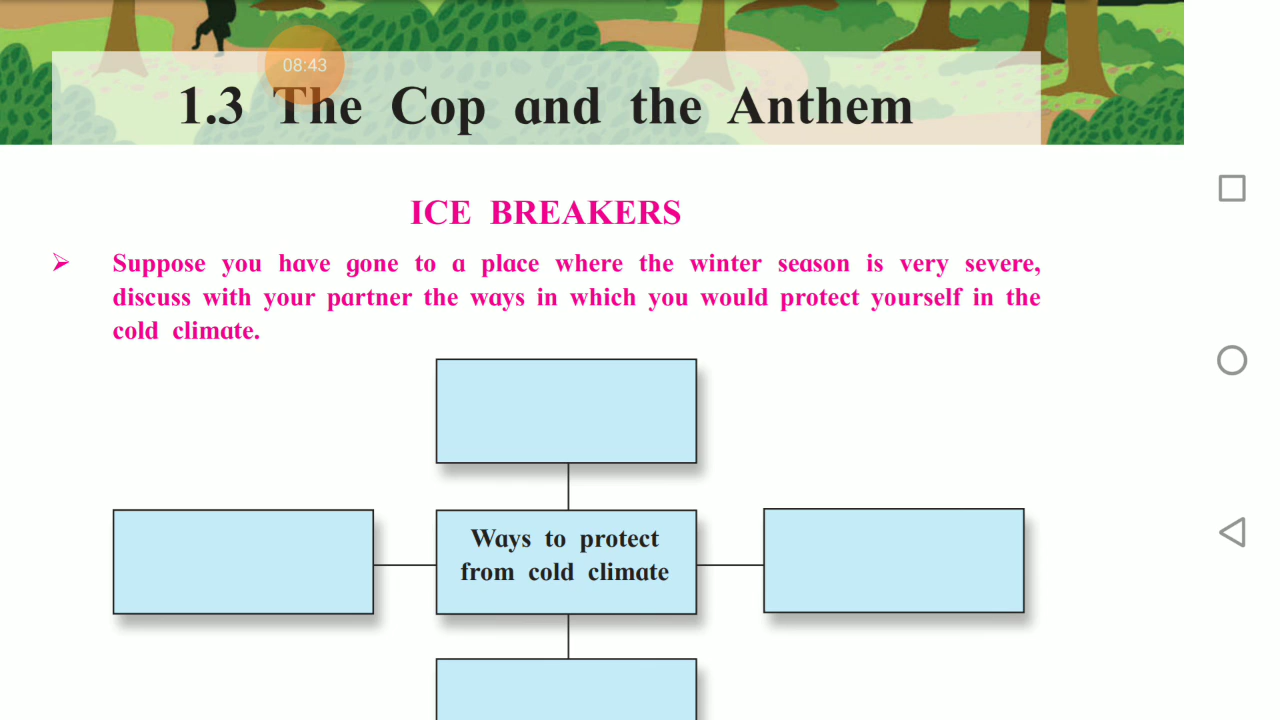 08:43
1.3 The Cop and the Anthem
ICE BREAKERS
➢ Suppose you have gone to a place where the winter season is very severe,
discuss with your partner the ways in which you would protect yourself in the
cold climate.
Ways to protect
from cold climate